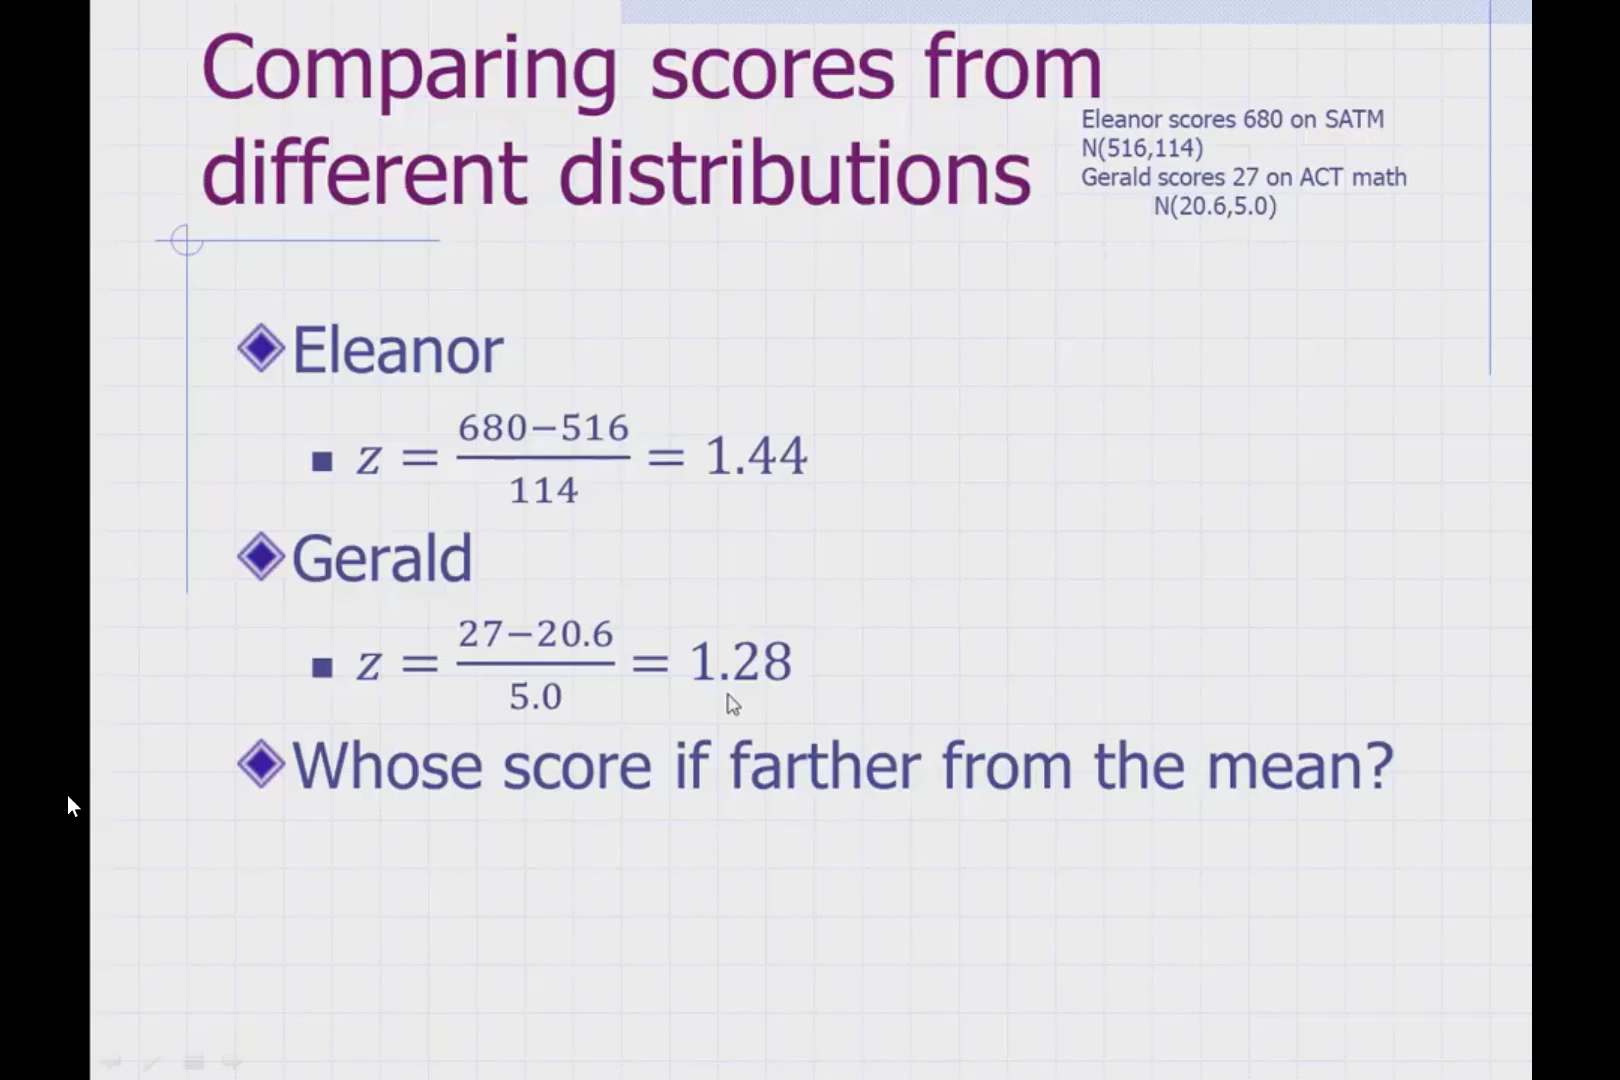 Comparing scores from
different distributions
Eleanor scores 680 on SATM
N(516,114)
Gerald scores 27 on ACT math
N(20.6,5.0)
Eleanor
z = \frac{680−516}{114} = 1.44
Gerald
z = \frac{27−20.6}{5.0} = 1.28
Whose score if farther from the mean?